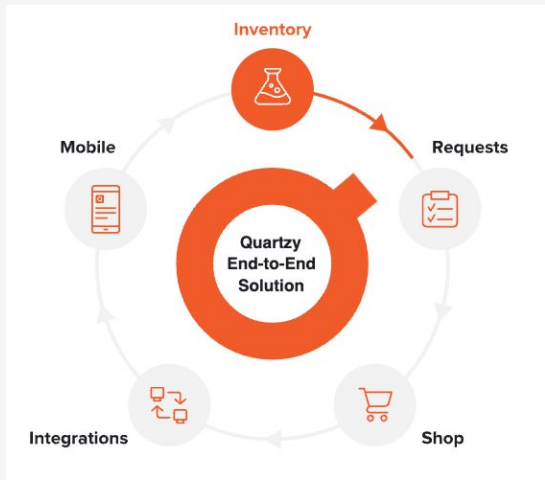 Inventory
Mobile
Requests
Quartzy
End-to-End
Solution
Integrations
Shop